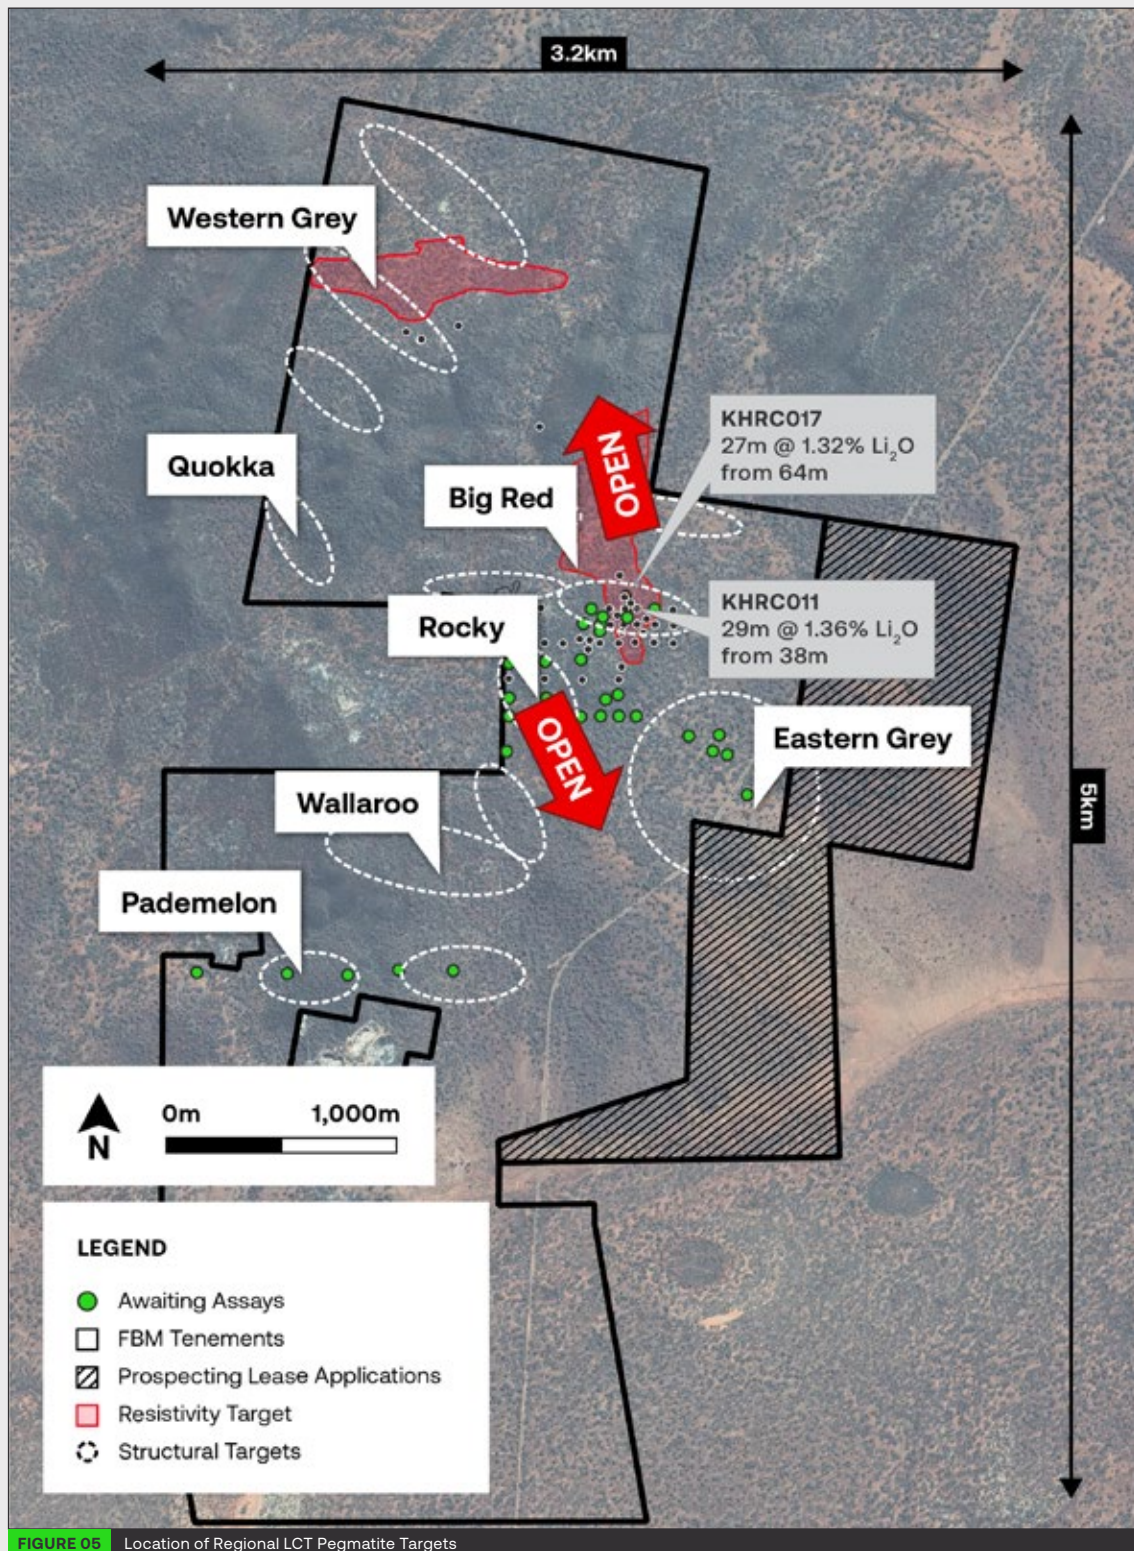 3.2km
Western Grey
KHRC017
27m @ 1.32% Li₂O
from 64m
OPEN
Quokka
Big Red
KHRC011
29m @ 1.36% Li₂O
from 38m
Rocky
OPEN
Eastern Grey
5km
Wallaroo
Pademelon
0m 1,000m
N
LEGEND
Awaiting Assays
FBM Tenements
Prospecting Lease Applications
Resistivity Target
Structural Targets
FIGURE 05 Location of Regional LCT Pegmatite Targets